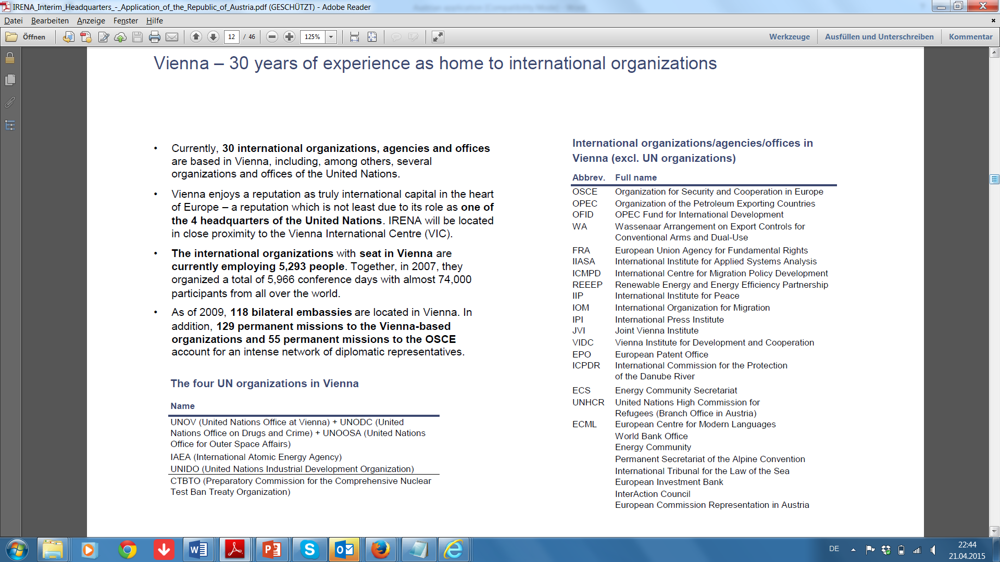 IRENA_Interim_Headquarters_-_Application_of_the_Republic_of_Austria.pdf (GESCHÜTZT) - Adobe Reader
Datei Bearbeiten Anzeige Fenster Hilfe
Öffnen 12 / 46 125% Werkzeuge Ausfüllen und Unterschreiben Kommentar
Vienna – 30 years of experience as home to international organizations
• Currently, 30 international organizations, agencies and offices
are based in Vienna, including, among others, several
organizations and offices of the United Nations.
• Vienna enjoys a reputation as truly international capital in the heart
of Europe – a reputation which is not least due to its role as one of
the 4 headquarters of the United Nations. IRENA will be located
in close proximity to the Vienna International Centre (VIC).
• The international organizations with seat in Vienna are
currently employing 5,293 people. Together, in 2007, they
organized a total of 5,966 conference days with almost 74,000
participants from all over the world.
• As of 2009, 118 bilateral embassies are located in Vienna. In
addition, 129 permanent missions to the Vienna-based
organizations and 55 permanent missions to the OSCE
account for an intense network of diplomatic representatives.
The four UN organizations in Vienna
Name
UNOV (United Nations Office at Vienna) + UNODC (United
Nations Office on Drugs and Crime) + UNOOSA (United Nations
Office for Outer Space Affairs)
IAEA (International Atomic Energy Agency)
UNIDO (United Nations Industrial Development Organization)
CTBTO (Preparatory Commission for the Comprehensive Nuclear
Test Ban Treaty Organization)
International organizations/agencies/offices in
Vienna (excl. UN organizations)
Abbrev. Full name
OSCE Organization for Security and Cooperation in Europe
OPEC Organization of the Petroleum Exporting Countries
OFID OPEC Fund for International Development
WA Wassenaar Arrangement on Export Controls for
Conventional Arms and Dual-Use
FRA European Union Agency for Fundamental Rights
IIASA International Institute for Applied Systems Analysis
ICMPD International Centre for Migration Policy Development
REEEP Renewable Energy and Energy Efficiency Partnership
IIP International Institute for Peace
IOM International Organization for Migration
IPI International Press Institute
JVI Joint Vienna Institute
VIDC Vienna Institute for Development and Cooperation
EPO European Patent Office
ICPDR International Commission for the Protection
of the Danube River
ECS Energy Community Secretariat
UNHCR United Nations High Commission for
Refugees (Branch Office in Austria)
ECML European Centre for Modern Languages
World Bank Office
Energy Community
Permanent Secretariat of the Alpine Convention
International Tribunal for the Law of the Sea
European Investment Bank
InterAction Council
European Commission Representation in Austria
DE 22:44
21.04.2015